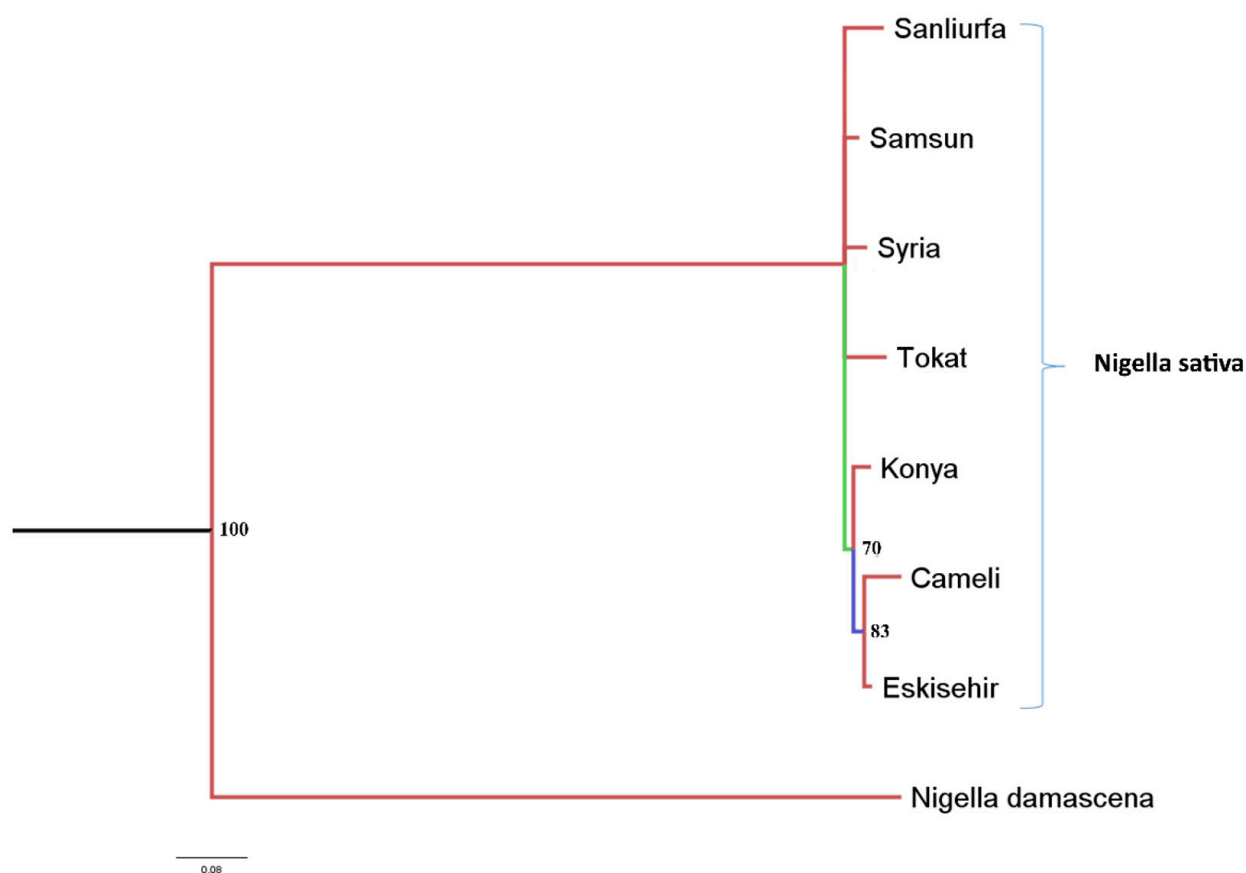 Sanliurfa
Samsun
Syria
Tokat
Nigella sativa
Konya
100
70
Cameli
83
Eskisehir
Nigella damascena
0.08